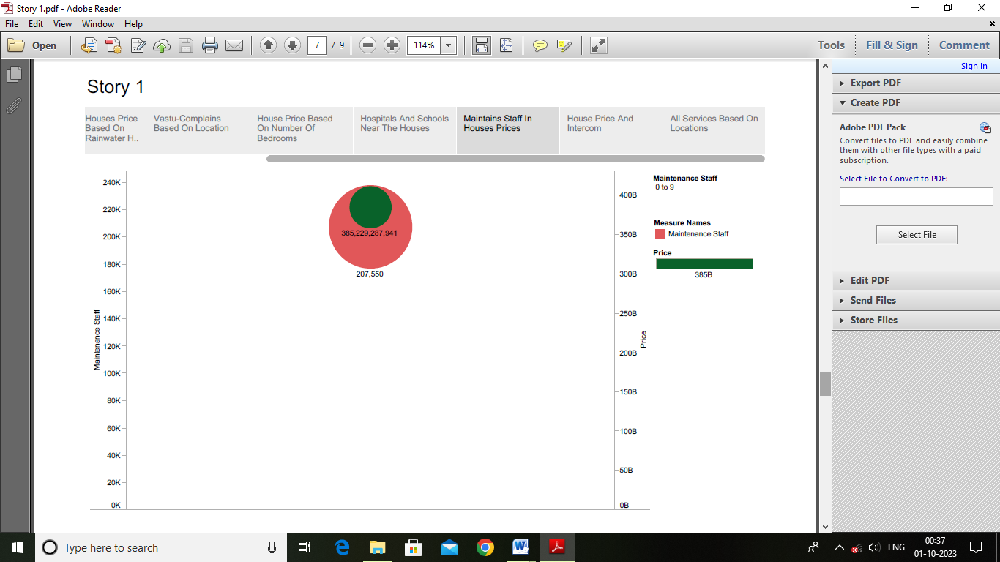 Story 1.pdf - Adobe Reader
File Edit View Window Help
Open 7 / 9 114% Tools Fill & Sign Comment
Sign In
Export PDF
Create PDF
Adobe PDF Pack
Convert files to PDF and easily combine
them with other file types with a paid
subscription.
Select File to Convert to PDF:
Select File
Edit PDF
Send Files
Store Files
Story 1
Houses Price
Based On
Rainwater H..
Vastu-Complains
Based On Location
House Price Based
On Number Of
Bedrooms
Hospitals And Schools
Near The Houses
Maintains Staff In
Houses Prices
House Price And
Intercom
All Services Based On
Locations
Maintenance Staff
240K
220K
200K
180K
160K
140K
120K
100K
80K
60K
40K
20K
0K
385,229,287,941
207,550
400B
350B
300B
250B
200B
150B
100B
50B
0B
Price
Maintenance Staff
0 to 9
Measure Names
Maintenance Staff
Price
385B
Type here to search
ENG
00:37
01-10-2023